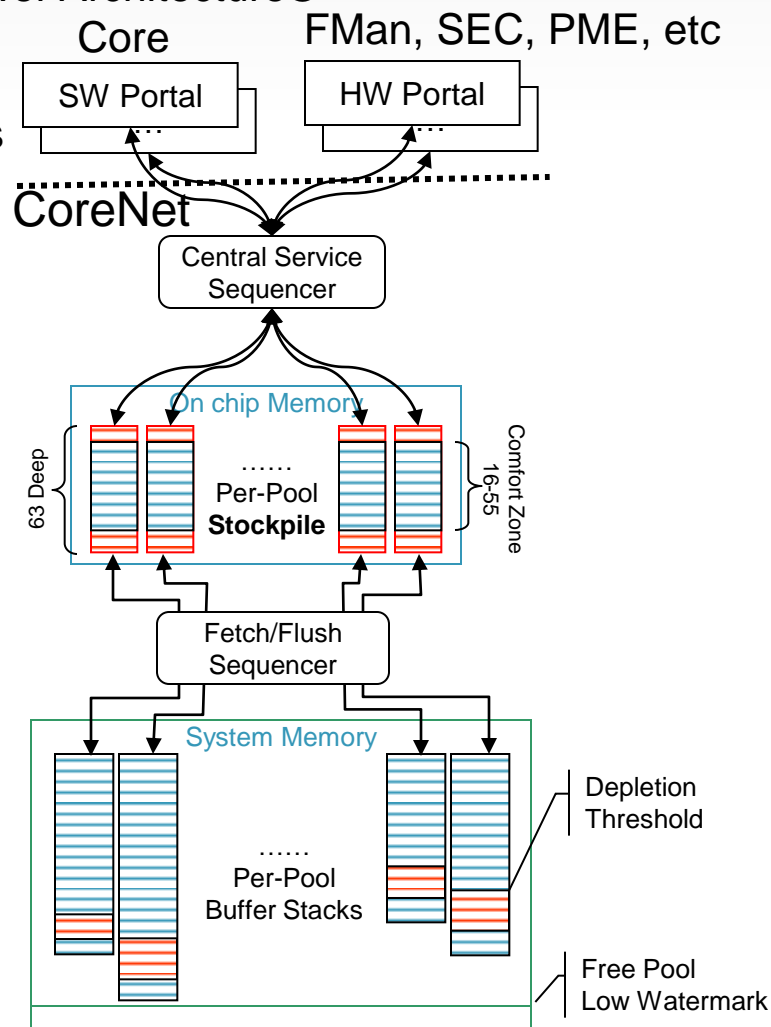 Core
FMan, SEC, PME, etc
SW Portal
HW Portal
...
...
CoreNet
Central Service
Sequencer
On chip Memory
63 Deep
......
Per-Pool
Stockpile
Comfort Zone
16-55
Fetch/Flush
Sequencer
System Memory
Depletion
Threshold
......
Per-Pool
Buffer Stacks
Free Pool
Low Watermark